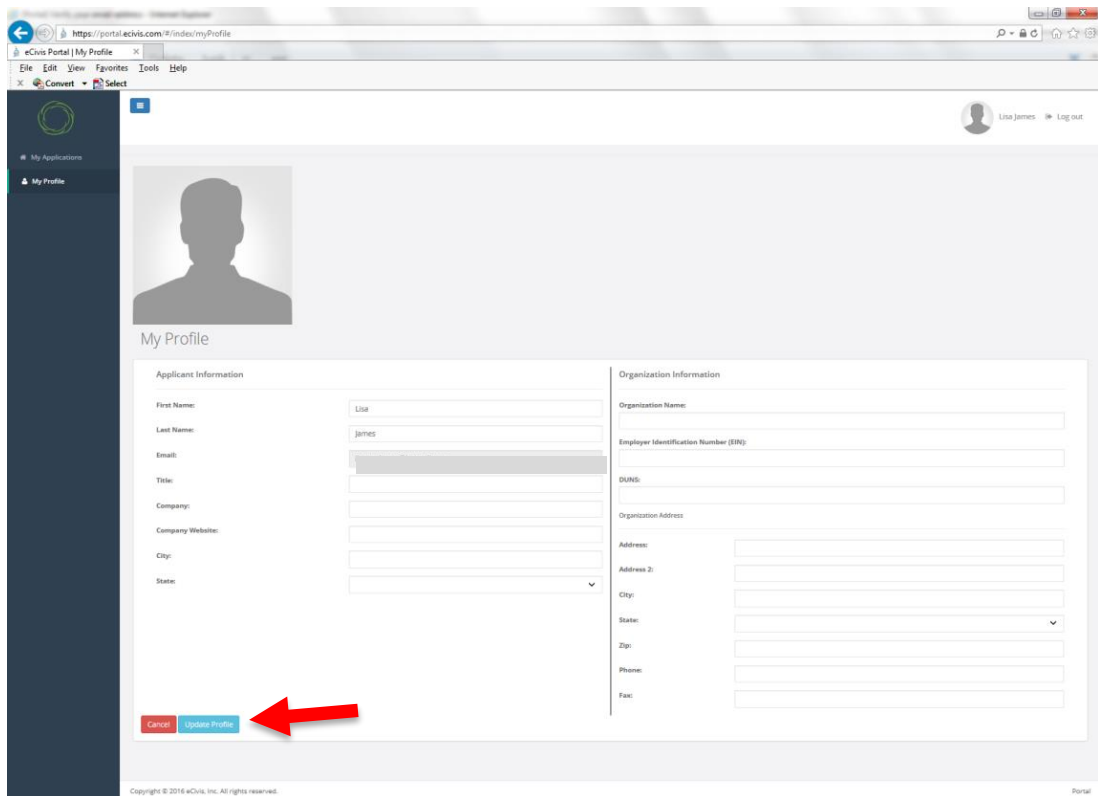 https://portal.ecivis.com/#/index/myProfile
eCivis Portal | My Profile
File Edit View Favorites Tools Help
Convert Select
Lisa James Log out
My Applications
My Profile
My Profile
Applicant Information
First Name:
Lisa
Last Name:
James
Email:
Title:
Company:
Company Website:
City:
State:
Cancel Update Profile
Organization Information
Organization Name:
Employer Identification Number (EIN):
DUNS:
Organization Address
Address:
Address 2:
City:
State:
Zip:
Phone:
Fax:
Copyright © 2016 eCivis, Inc. All rights reserved.
Portal